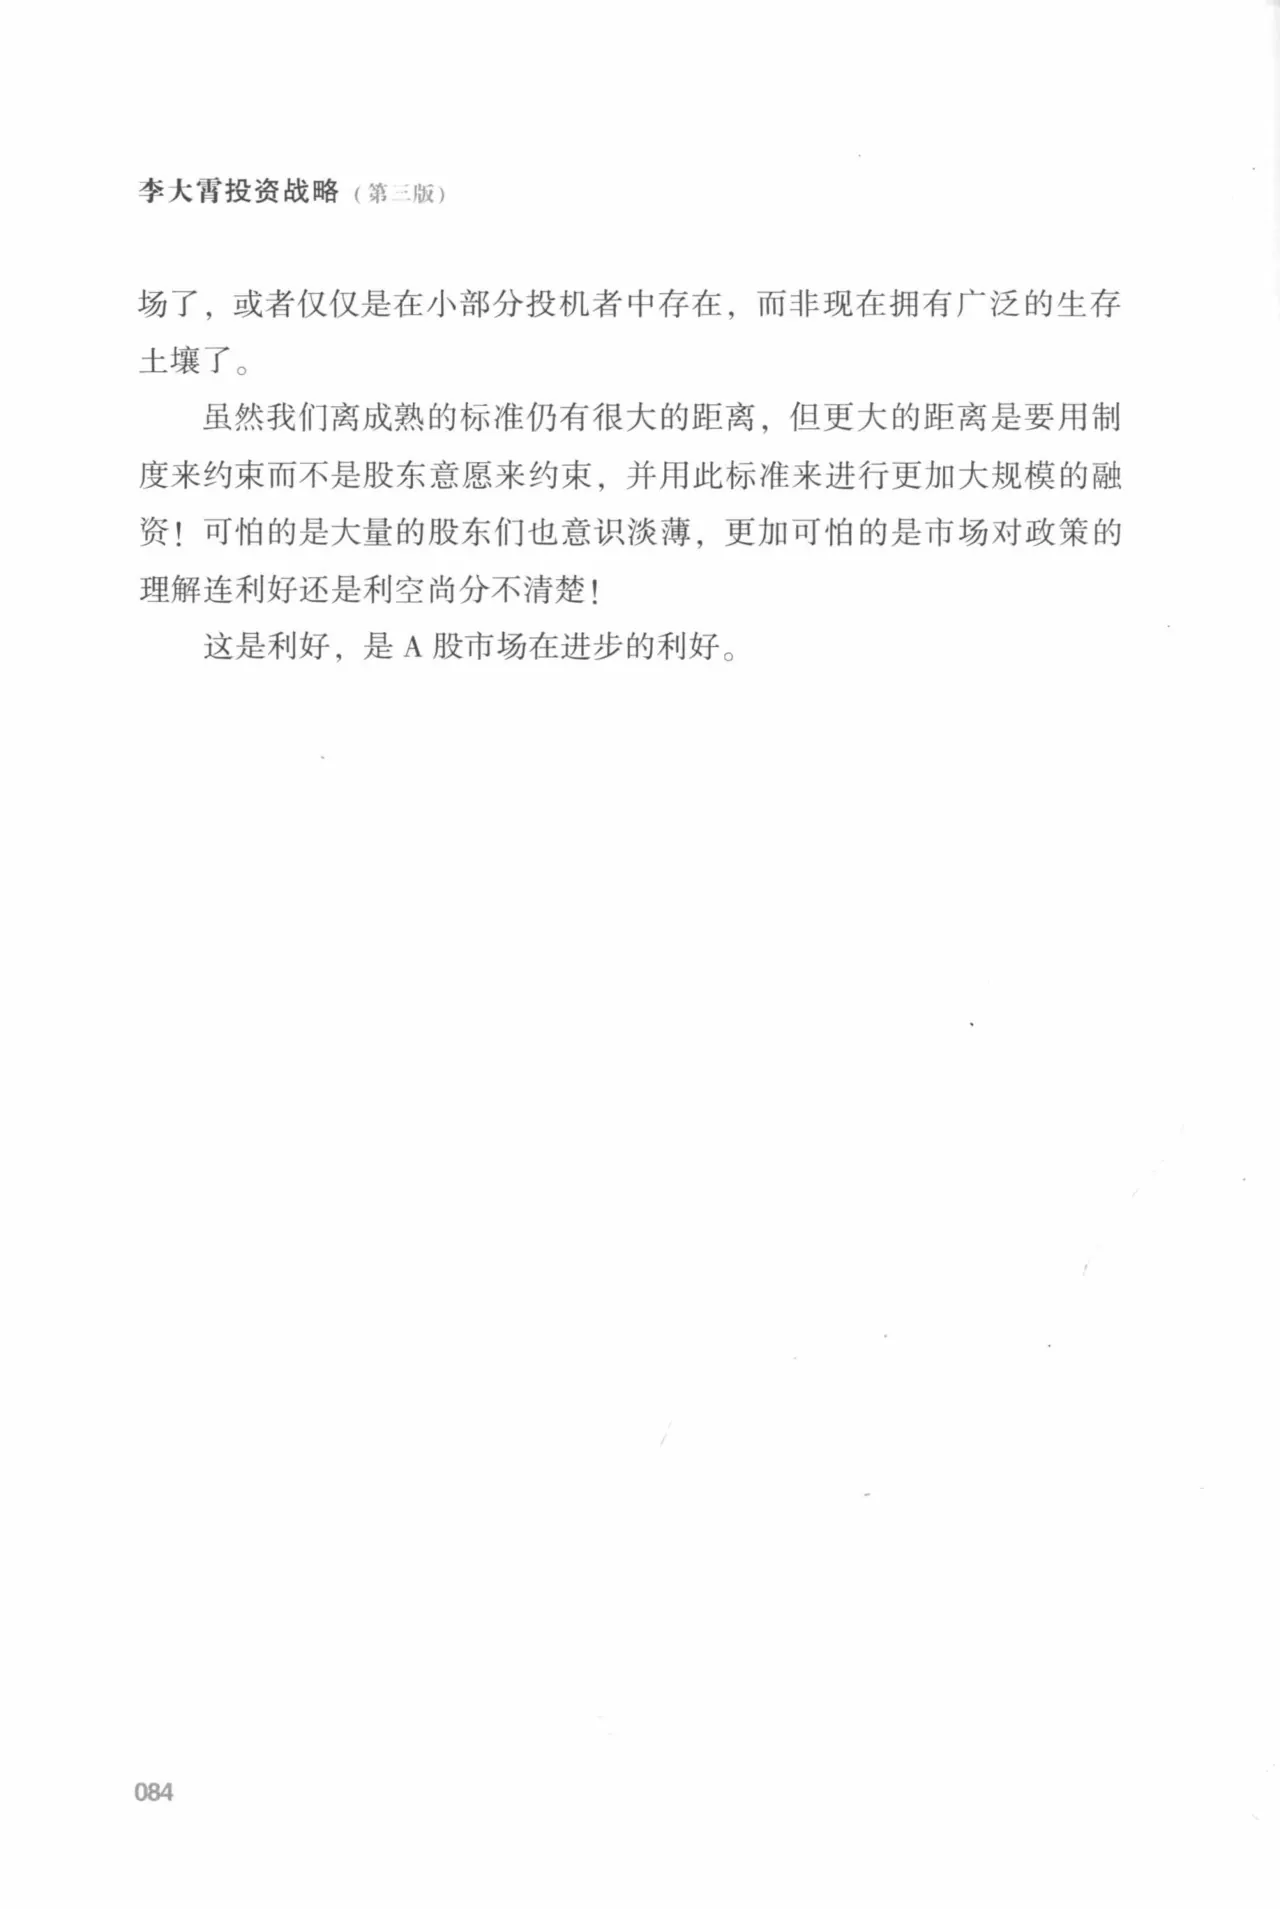 李大霄投资战略（第三版）
场了，或者仅仅是在小部分投机者中存在，而非现在拥有广泛的生存
土壤了。
虽然我们离成熟的标准仍有很大的距离，但更大的距离是要用制
度来约束而不是股东意愿来约束，并用此标准来进行更加大规模的融
资！可怕的是大量的股东们也意识淡薄，更加可怕的是市场对政策的
理解连利好还是利空尚分不清楚！
这是利好，是 A 股市场在进步的利好。
084